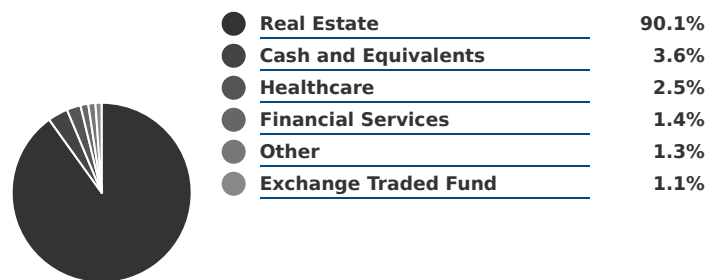 Real Estate 90.1%
Cash and Equivalents 3.6%
Healthcare 2.5%
Financial Services 1.4%
Other 1.3%
Exchange Traded Fund 1.1%